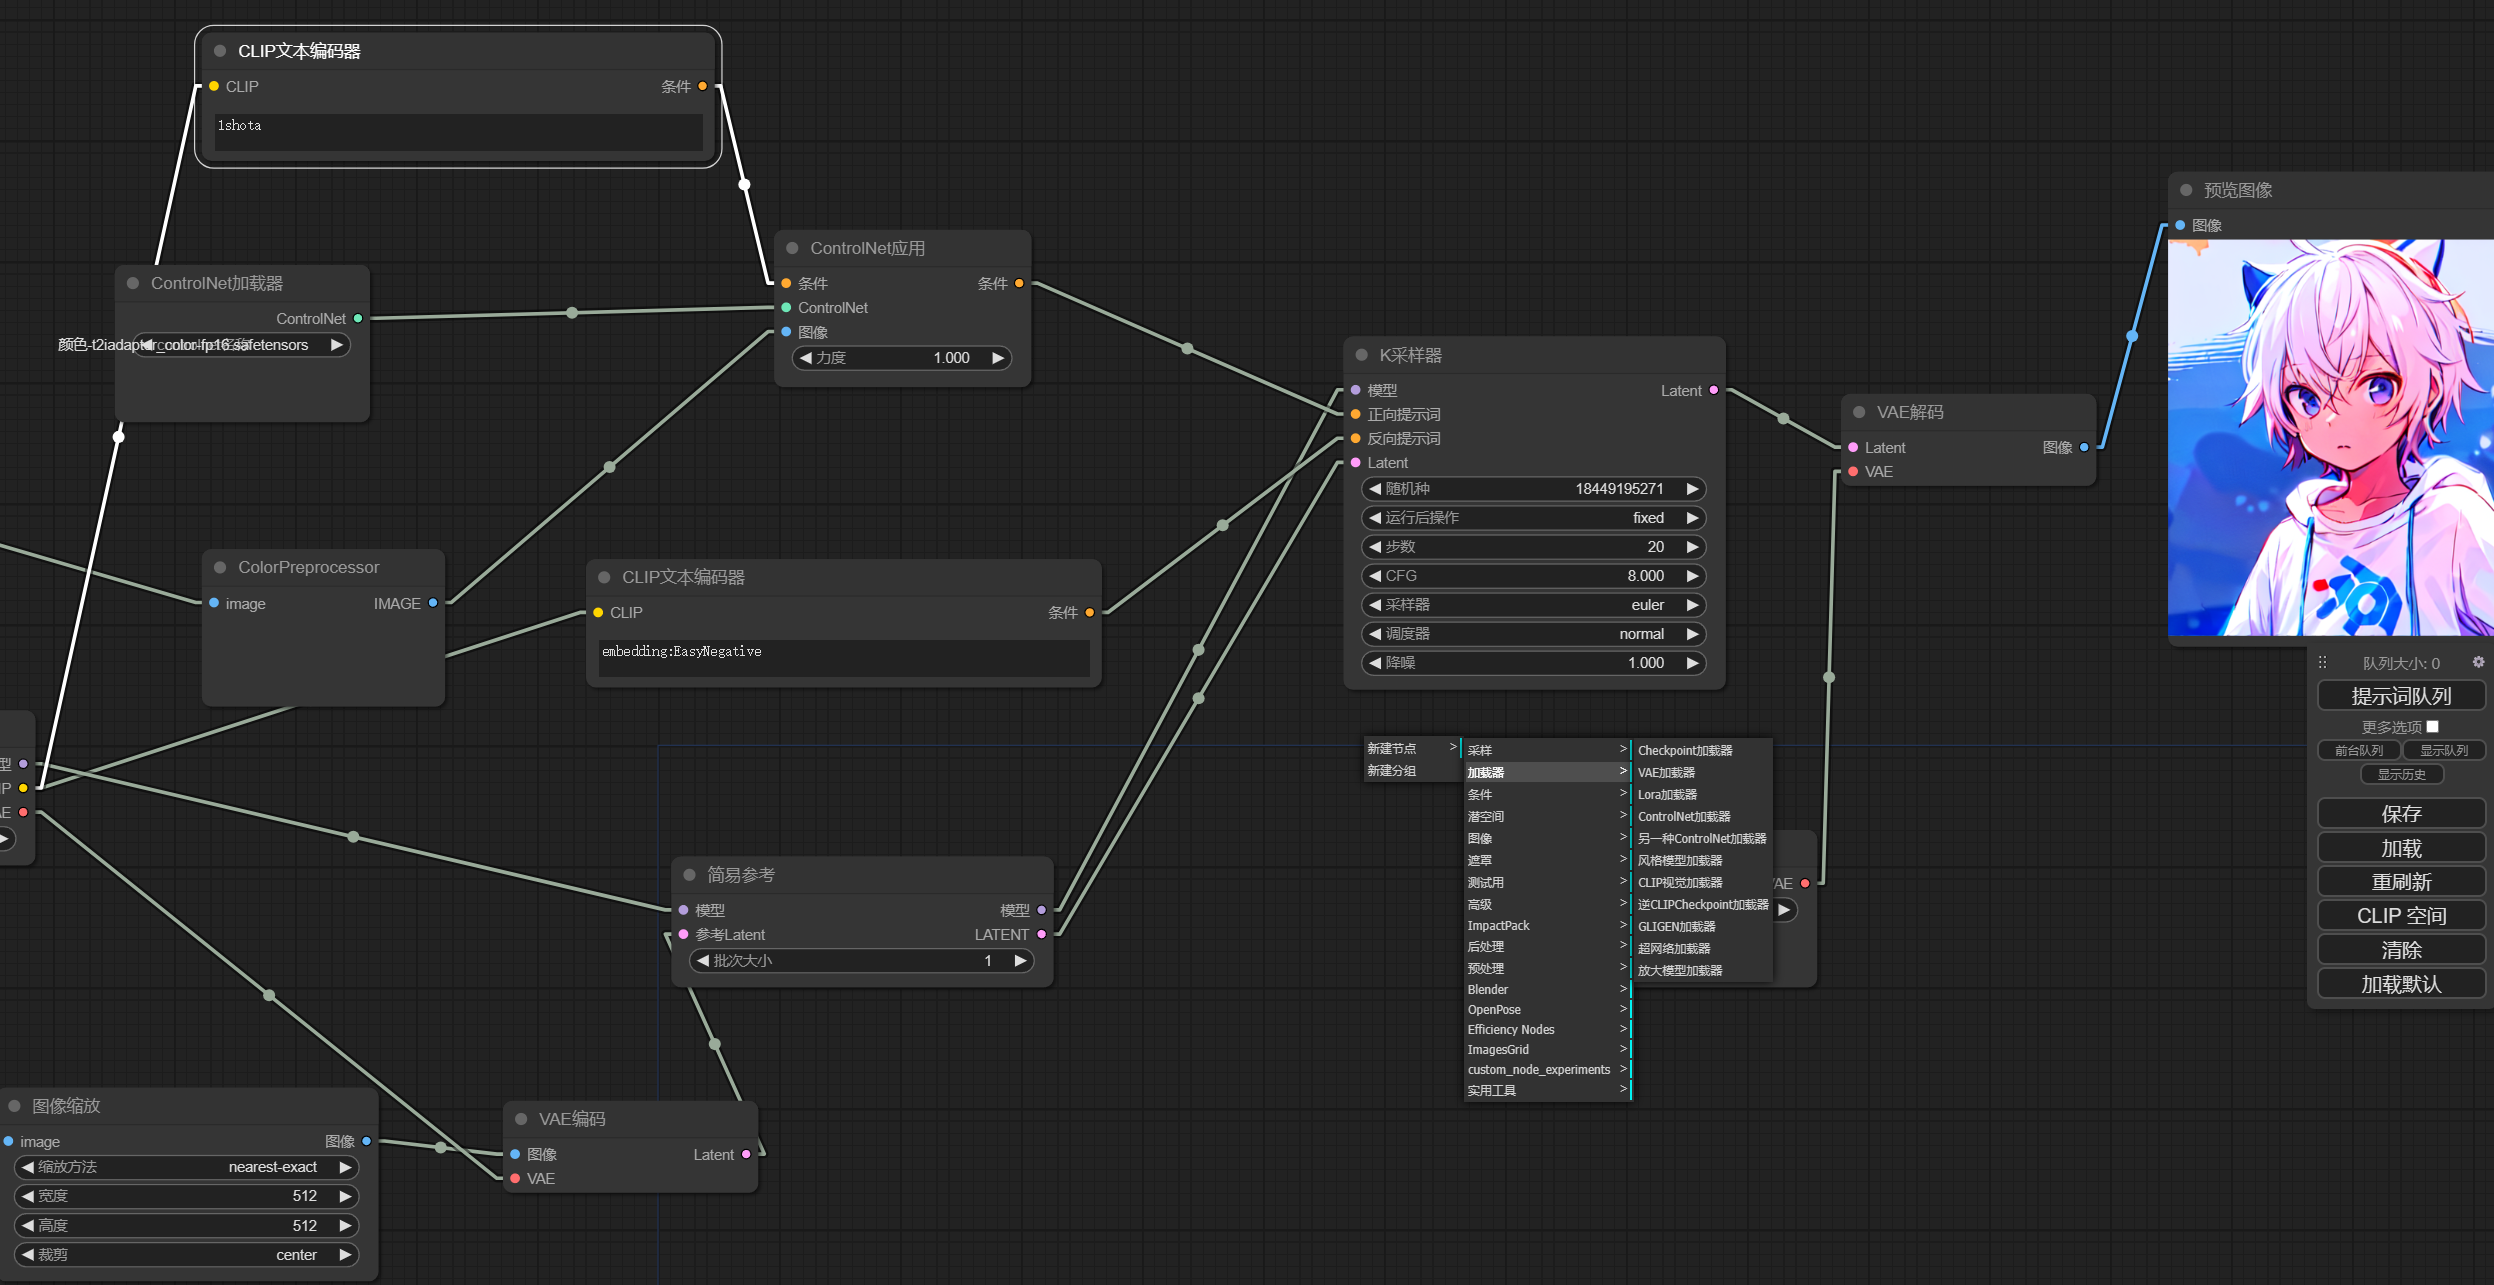 CLIP文本编码器
CLIP
条件
1shota
ControlNet加载器
ControlNet
颜色-t2iadapter_color-fp16.safetensors
ControlNet应用
条件
条件
ControlNet
图像
力度
1.000
ColorPreprocessor
image
IMAGE
CLIP文本编码器
CLIP
条件
embedding:EasyNegative
K采样器
模型
Latent
正向提示词
反向提示词
Latent
随机种
18449195271
运行后操作
fixed
步数
20
CFG
8.000
采样器
euler
调度器
normal
降噪
1.000
VAE解码
Latent
图像
VAE
预览图像
图像
型
IP
AE
简易参考
模型
模型
参考Latent
LATENT
批次大小
1
图像缩放
image
图像
缩放方法
nearest-exact
宽度
512
高度
512
裁剪
center
VAE编码
图像
Latent
VAE
新建节点 >
新建分组
采样 >
加载器 >
条件 >
潜空间 >
图像 >
遮罩 >
测试用 >
高级 >
ImpactPack >
后处理 >
预处理 >
Blender >
OpenPose >
Efficiency Nodes >
ImagesGrid >
custom_node_experiments >
实用工具 >
Checkpoint加载器
VAE加载器
Lora加载器
ControlNet加载器
另一种ControlNet加载器
风格模型加载器
CLIP视觉加载器
逆CLIPCheckpoint加载器
GLIGEN加载器
超网络加载器
放大模型加载器
VAE
队列大小: 0
提示词队列
更多选项
前台队列
显示队列
显示历史
保存
加载
重刷新
CLIP 空间
清除
加载默认